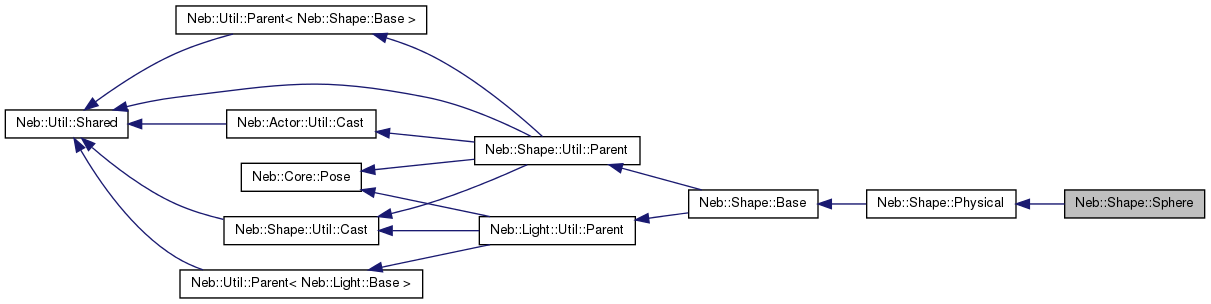 Neb::Util::Parent< Neb::Shape::Base >
Neb::Util::Shared
Neb::Actor::Util::Cast
Neb::Shape::Util::Parent
Neb::Core::Pose
Neb::Shape::Base
Neb::Shape::Physical
Neb::Shape::Sphere
Neb::Shape::Util::Cast
Neb::Light::Util::Parent
Neb::Util::Parent< Neb::Light::Base >